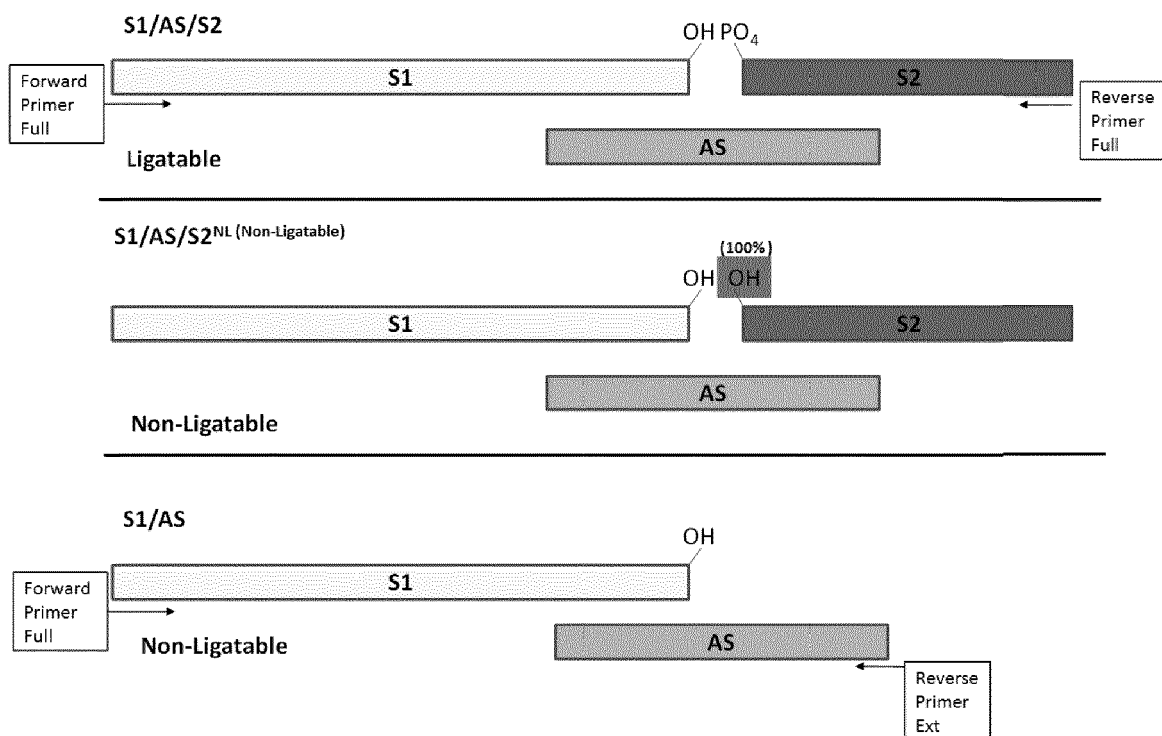 S1/AS/S2
OH PO4
Forward
Primer
Full
S1
S2
Reverse
Primer
Full
AS
Ligatable
S1/AS/S2NL (Non-Ligatable)
(100%)
OH OH
S1
S2
AS
Non-Ligatable
S1/AS
OH
Forward
Primer
Full
S1
Non-Ligatable
AS
Reverse
Primer
Ext